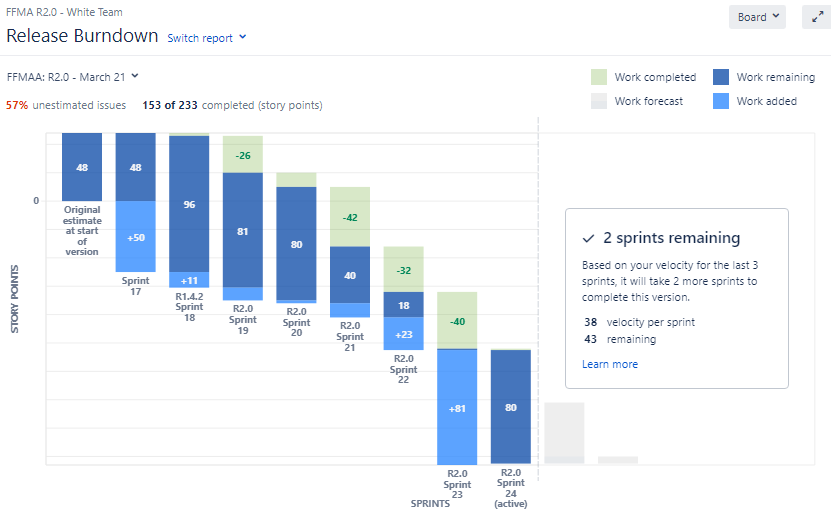 FFMA R2.0 - White Team
Board
Release Burndown
Switch report
FFMAA: R2.0 - March 21
57% unestimated issues 153 of 233 completed (story points)
Work completed
Work remaining
Work forecast
Work added
STORY POINTS
0
48
Original
estimate
at start
of
version
48
+50
Sprint
17
96
+11
R1.4.2
Sprint
18
-26
81
R2.0
Sprint
19
80
R2.0
Sprint
20
-42
40
R2.0
Sprint
21
-32
18
+23
R2.0
Sprint
22
-40
+81
R2.0
Sprint
23
80
R2.0
Sprint
24
(active)
SPRINTS
2 sprints remaining
Based on your velocity for the last 3
sprints, it will take 2 more sprints to
complete this version.
38 velocity per sprint
43 remaining
Learn more